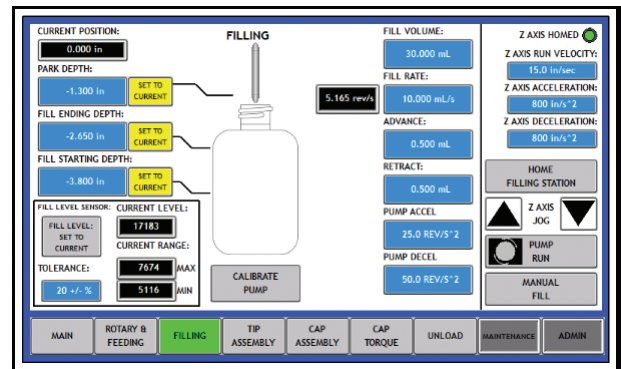 CURRENT POSITION:
0.000 in
PARK DEPTH:
-1.300 in
SET TO
CURRENT
FILL ENDING DEPTH:
-2.650 in
SET TO
CURRENT
FILL STARTING DEPTH:
-3.800 in
SET TO
CURRENT
FILL LEVEL SENSOR:
FILL LEVEL:
SET TO
CURRENT
TOLERANCE:
20 +/- %
CURRENT LEVEL:
17183
CURRENT RANGE:
7674 MAX
5116 MIN
FILLING
5.165 rev/s
CALIBRATE
PUMP
FILL VOLUME:
30.000 mL
FILL RATE:
10.000 mL/s
ADVANCE:
0.500 mL
RETRACT:
0.500 mL
PUMP ACCEL
25.0 REV/S^2
PUMP DECEL
50.0 REV/S^2
Z AXIS HOMED
Z AXIS RUN VELOCITY:
15.0 in/sec
Z AXIS ACCELERATION:
800 in/s^2
Z AXIS DECELERATION:
800 in/s^2
HOME
FILLING STATION
Z AXIS
JOG
PUMP
RUN
MANUAL
FILL
MAIN
ROTARY &
FEEDING
FILLING
TIP
ASSEMBLY
CAP
ASSEMBLY
CAP
TORQUE
UNLOAD
MAINTENANCE
ADMIN